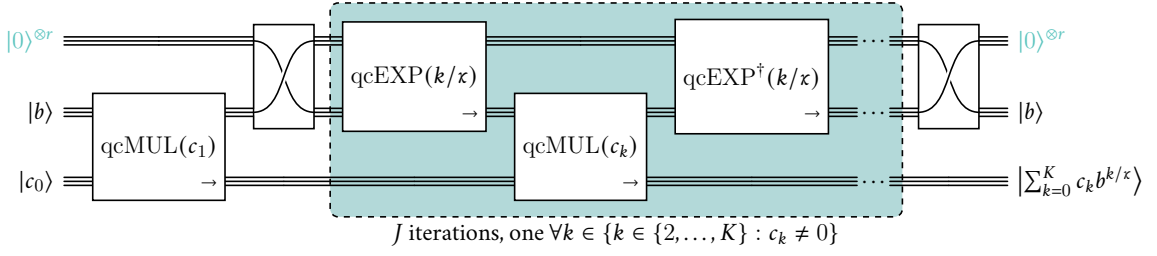 |0⟩^{⊗r} qcEXP(k/ϰ) qcEXP^†(k/ϰ) ··· |0⟩^{⊗r}
→ →
|b⟩ ··· |b⟩
qcMUL(c_1) qcMUL(c_k)
|c_0⟩ → → ··· |∑_{k=0}^{K} c_k b^{k/ϰ}⟩
J iterations, one ∀k ∈ {k ∈ {2, …, K} : c_k ≠ 0}